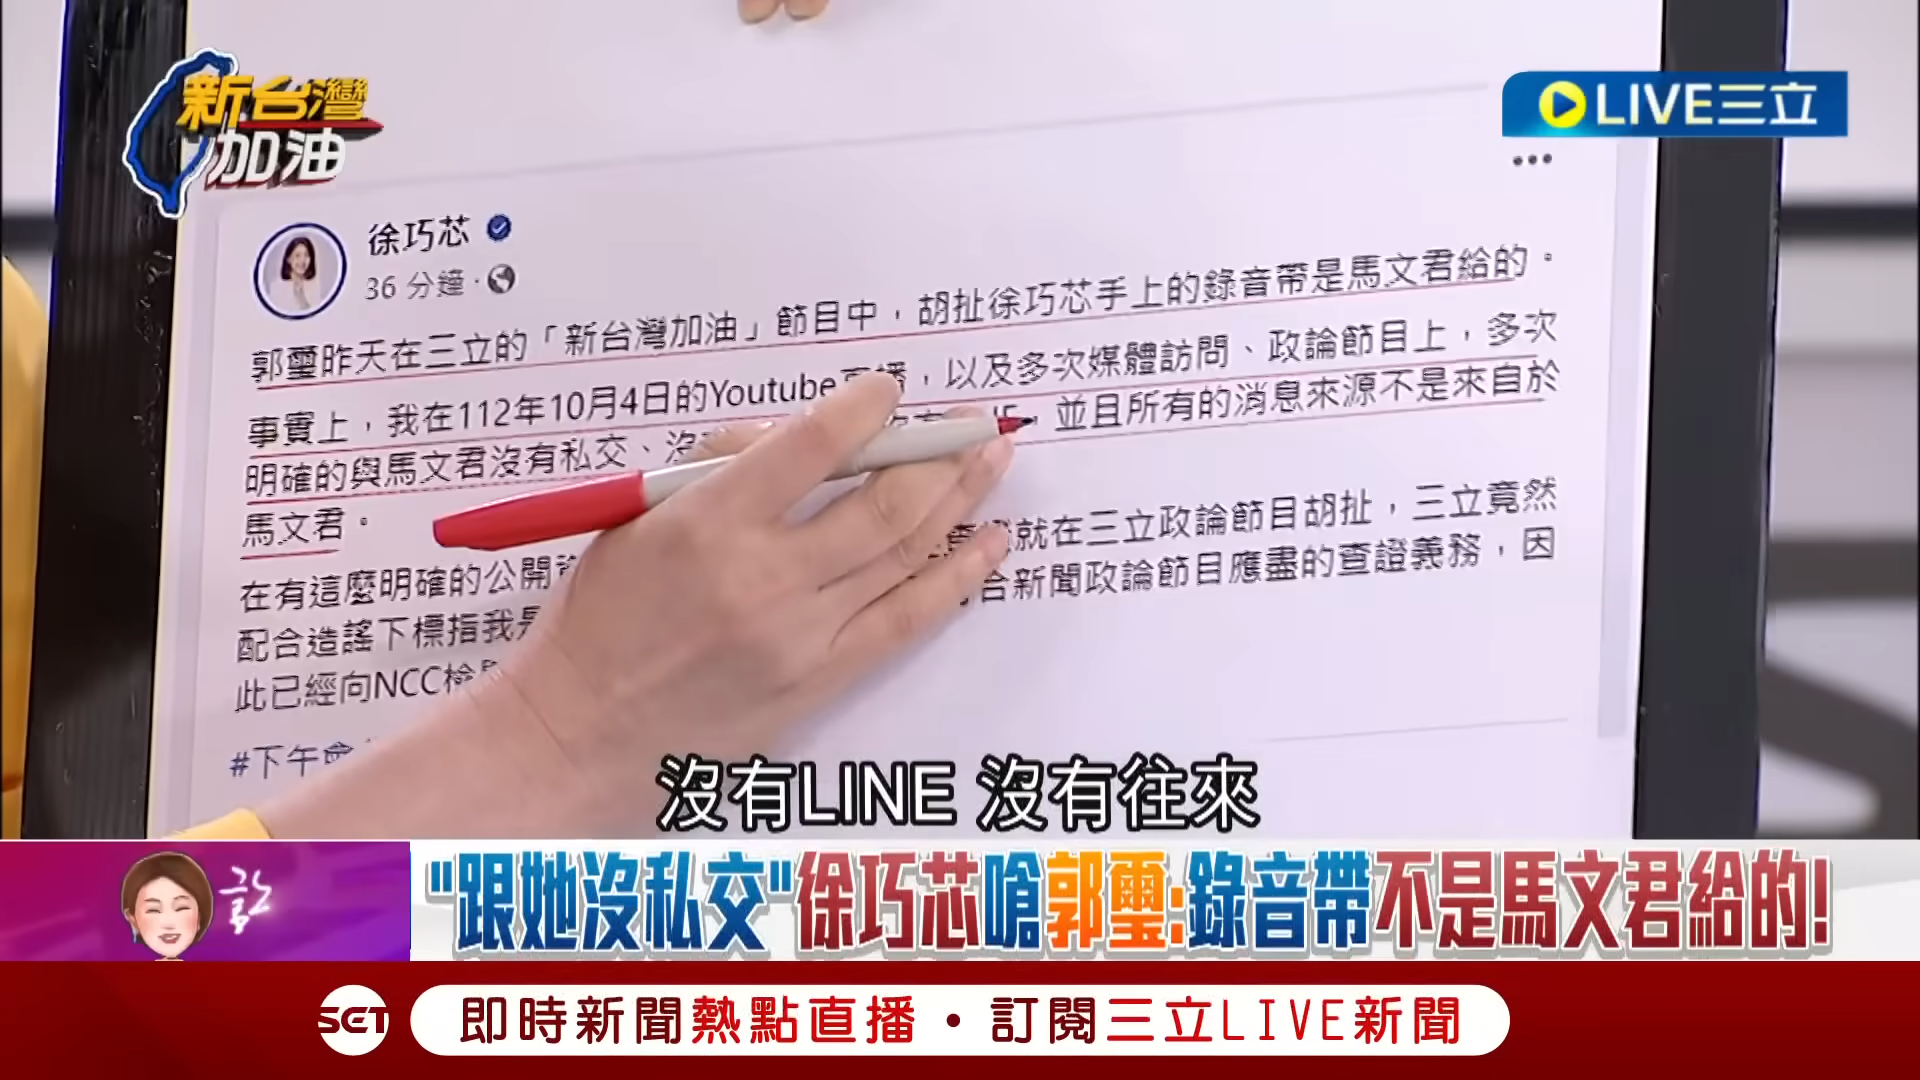 新台灣
加油
LIVE三立
徐巧芯
36 分鐘
郭璽昨天在三立的「新台灣加油」節目中，胡扯徐巧芯手上的錄音帶是馬文君給的。
事實上，我在112年10月4日的Youtube直播，以及多次媒體訪問、政論節目上，多次
明確的與馬文君沒有私交、沒，並且所有的消息來源不是來自於
馬文君。
在有這麼明確的公開 就在三立政論節目胡扯，三立竟然
配合造謠下標指我是 合新聞政論節目應盡的查證義務，因
此已經向NCC檢
#下午會
沒有LINE 沒有往來
"跟她沒私交"徐巧芯嗆郭璽:錄音帶不是馬文君給的!
SET 即時新聞熱點直播・訂閱三立LIVE新聞